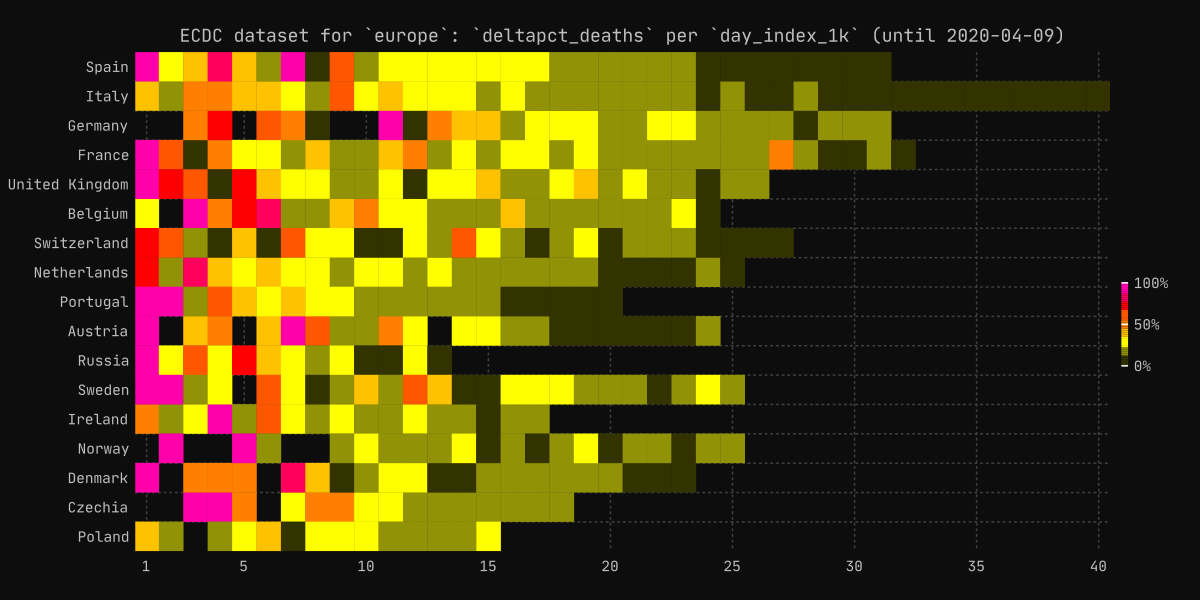 ECDC dataset for `europe`: `deltapct_deaths` per `day_index_1k` (until 2020-04-09)
Spain
Italy
Germany
France
United Kingdom
Belgium
Switzerland
Netherlands
Portugal
Austria
Russia
Sweden
Ireland
Norway
Denmark
Czechia
Poland
1 5 10 15 20 25 30 35 40
100%
50%
0%